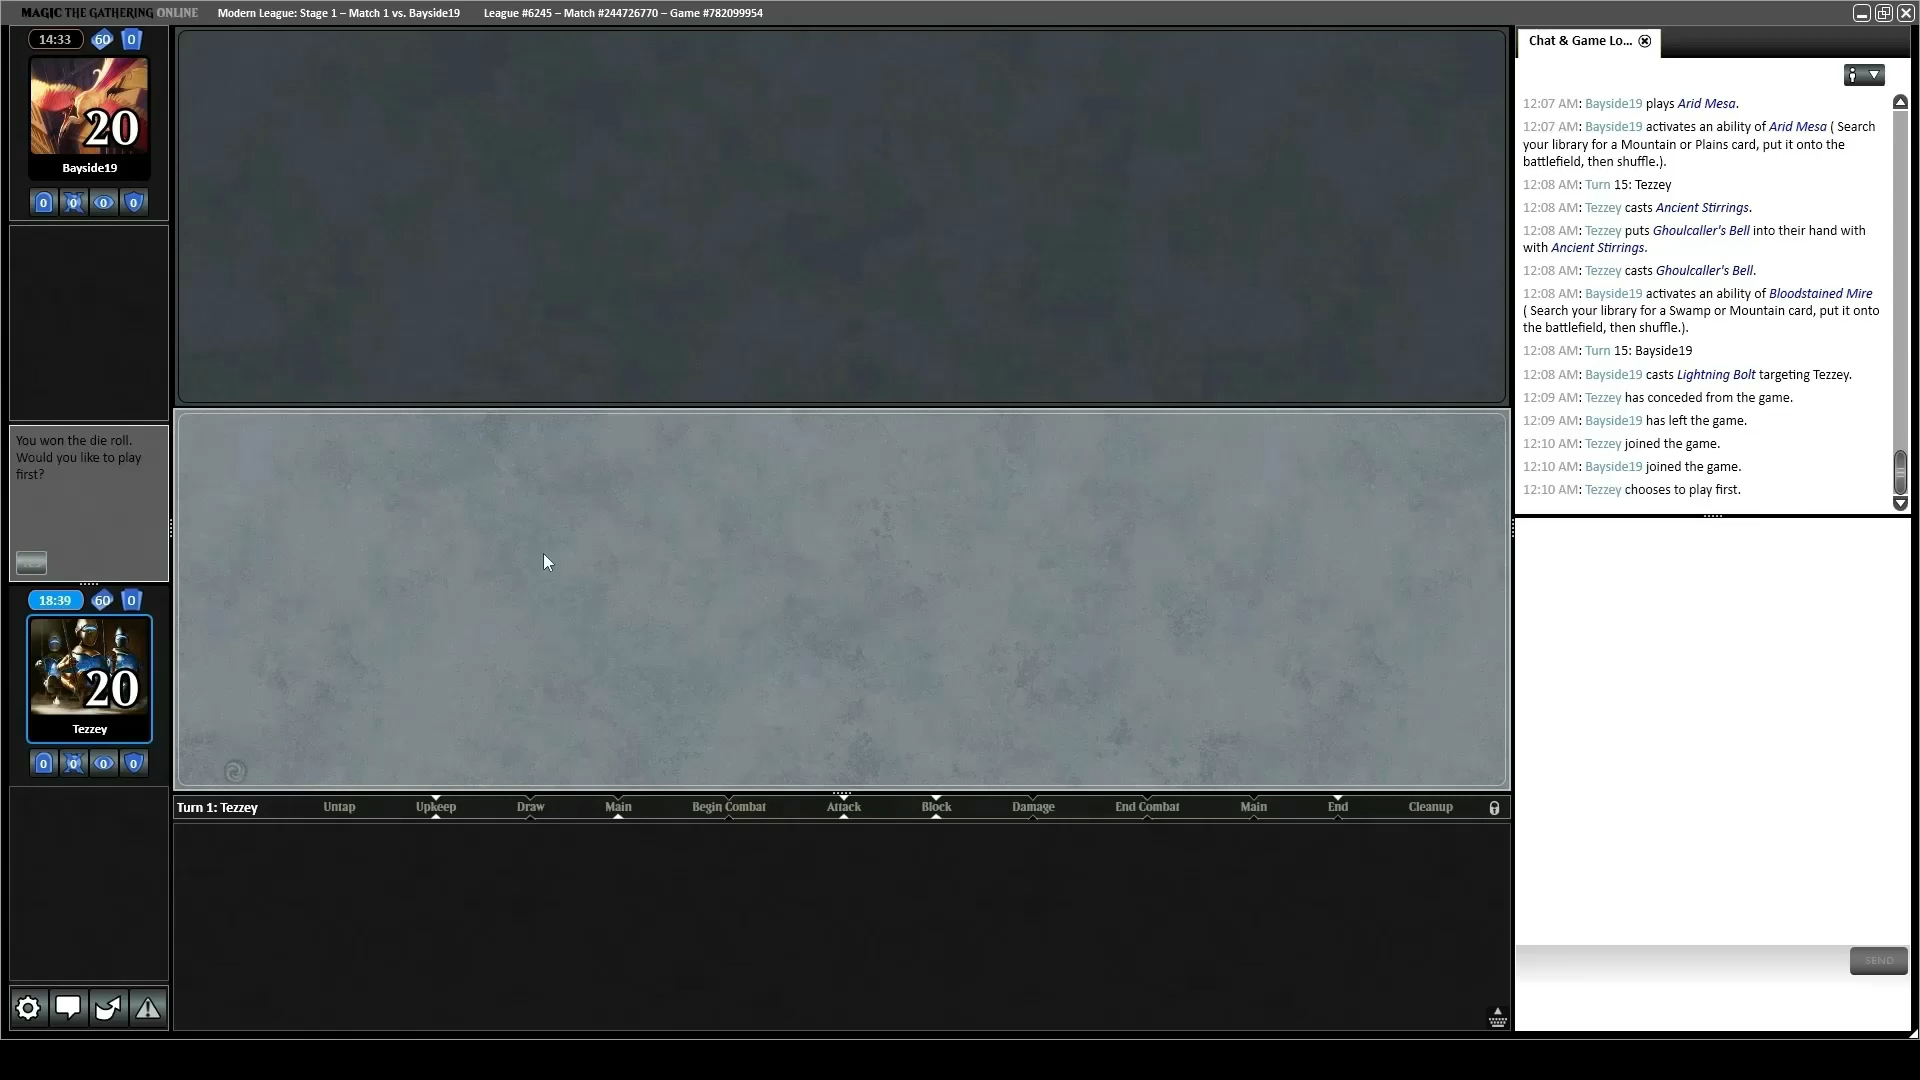 MAGIC THE GATHERING ONLINE
Modern League: Stage 1 – Match 1 vs. Bayside19
League #6245 – Match #244726770 – Game #782099954
14:33
60
0
20
Bayside19
0
0
0
0
You won the die roll.
Would you like to play
first?
18:39
60
0
20
Tezzey
0
0
0
0
Turn 1: Tezzey
Untap
Upkeep
Draw
Main
Begin Combat
Attack
Block
Damage
End Combat
Main
End
Cleanup
Chat & Game Lo...
12:07 AM: Bayside19 plays Arid Mesa.
12:07 AM: Bayside19 activates an ability of Arid Mesa ( Search
your library for a Mountain or Plains card, put it onto the
battlefield, then shuffle.).
12:08 AM: Turn 15: Tezzey
12:08 AM: Tezzey casts Ancient Stirrings.
12:08 AM: Tezzey puts Ghoulcaller's Bell into their hand with
with Ancient Stirrings.
12:08 AM: Tezzey casts Ghoulcaller's Bell.
12:08 AM: Bayside19 activates an ability of Bloodstained Mire
( Search your library for a Swamp or Mountain card, put it onto
the battlefield, then shuffle.).
12:08 AM: Turn 15: Bayside19
12:08 AM: Bayside19 casts Lightning Bolt targeting Tezzey.
12:09 AM: Tezzey has conceded from the game.
12:09 AM: Bayside19 has left the game.
12:10 AM: Tezzey joined the game.
12:10 AM: Bayside19 joined the game.
12:10 AM: Tezzey chooses to play first.
SEND